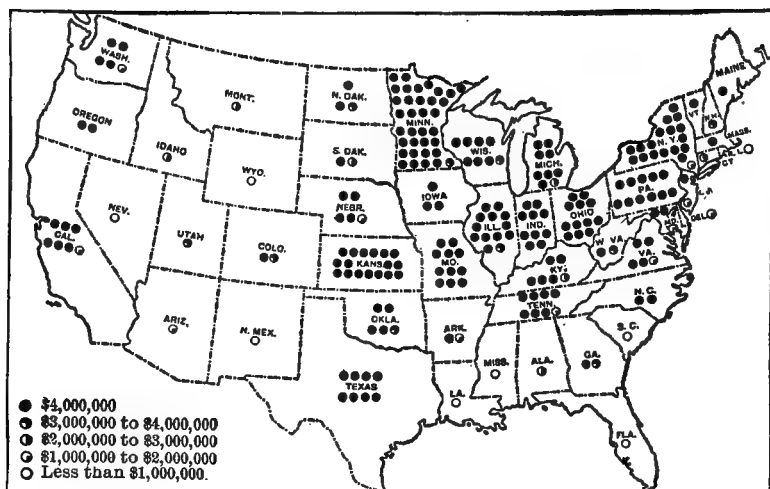 WASH.
MONT.
N. DAK.
MINN.
MAINE
OREGON
IDAHO
WYO.
S. DAK.
WIS.
MICH.
N. Y.
VT.
N.H.
MASS.
NEV.
UTAH
COLO.
NEBR.
IOWA
ILL.
IND.
OHIO
PA.
CAL.
KANS.
MO.
KY.
W VA.
VA.
DEL.
ARIZ.
N. MEX.
OKLA.
ARK.
TENN.
N. C.
TEXAS
LA.
MISS.
ALA.
GA.
S. C.
FLA.
$4,000,000
$3,000,000 to $4,000,000
$2,000,000 to $3,000,000
$1,000,000 to $2,000,000
Less than $1,000,000.